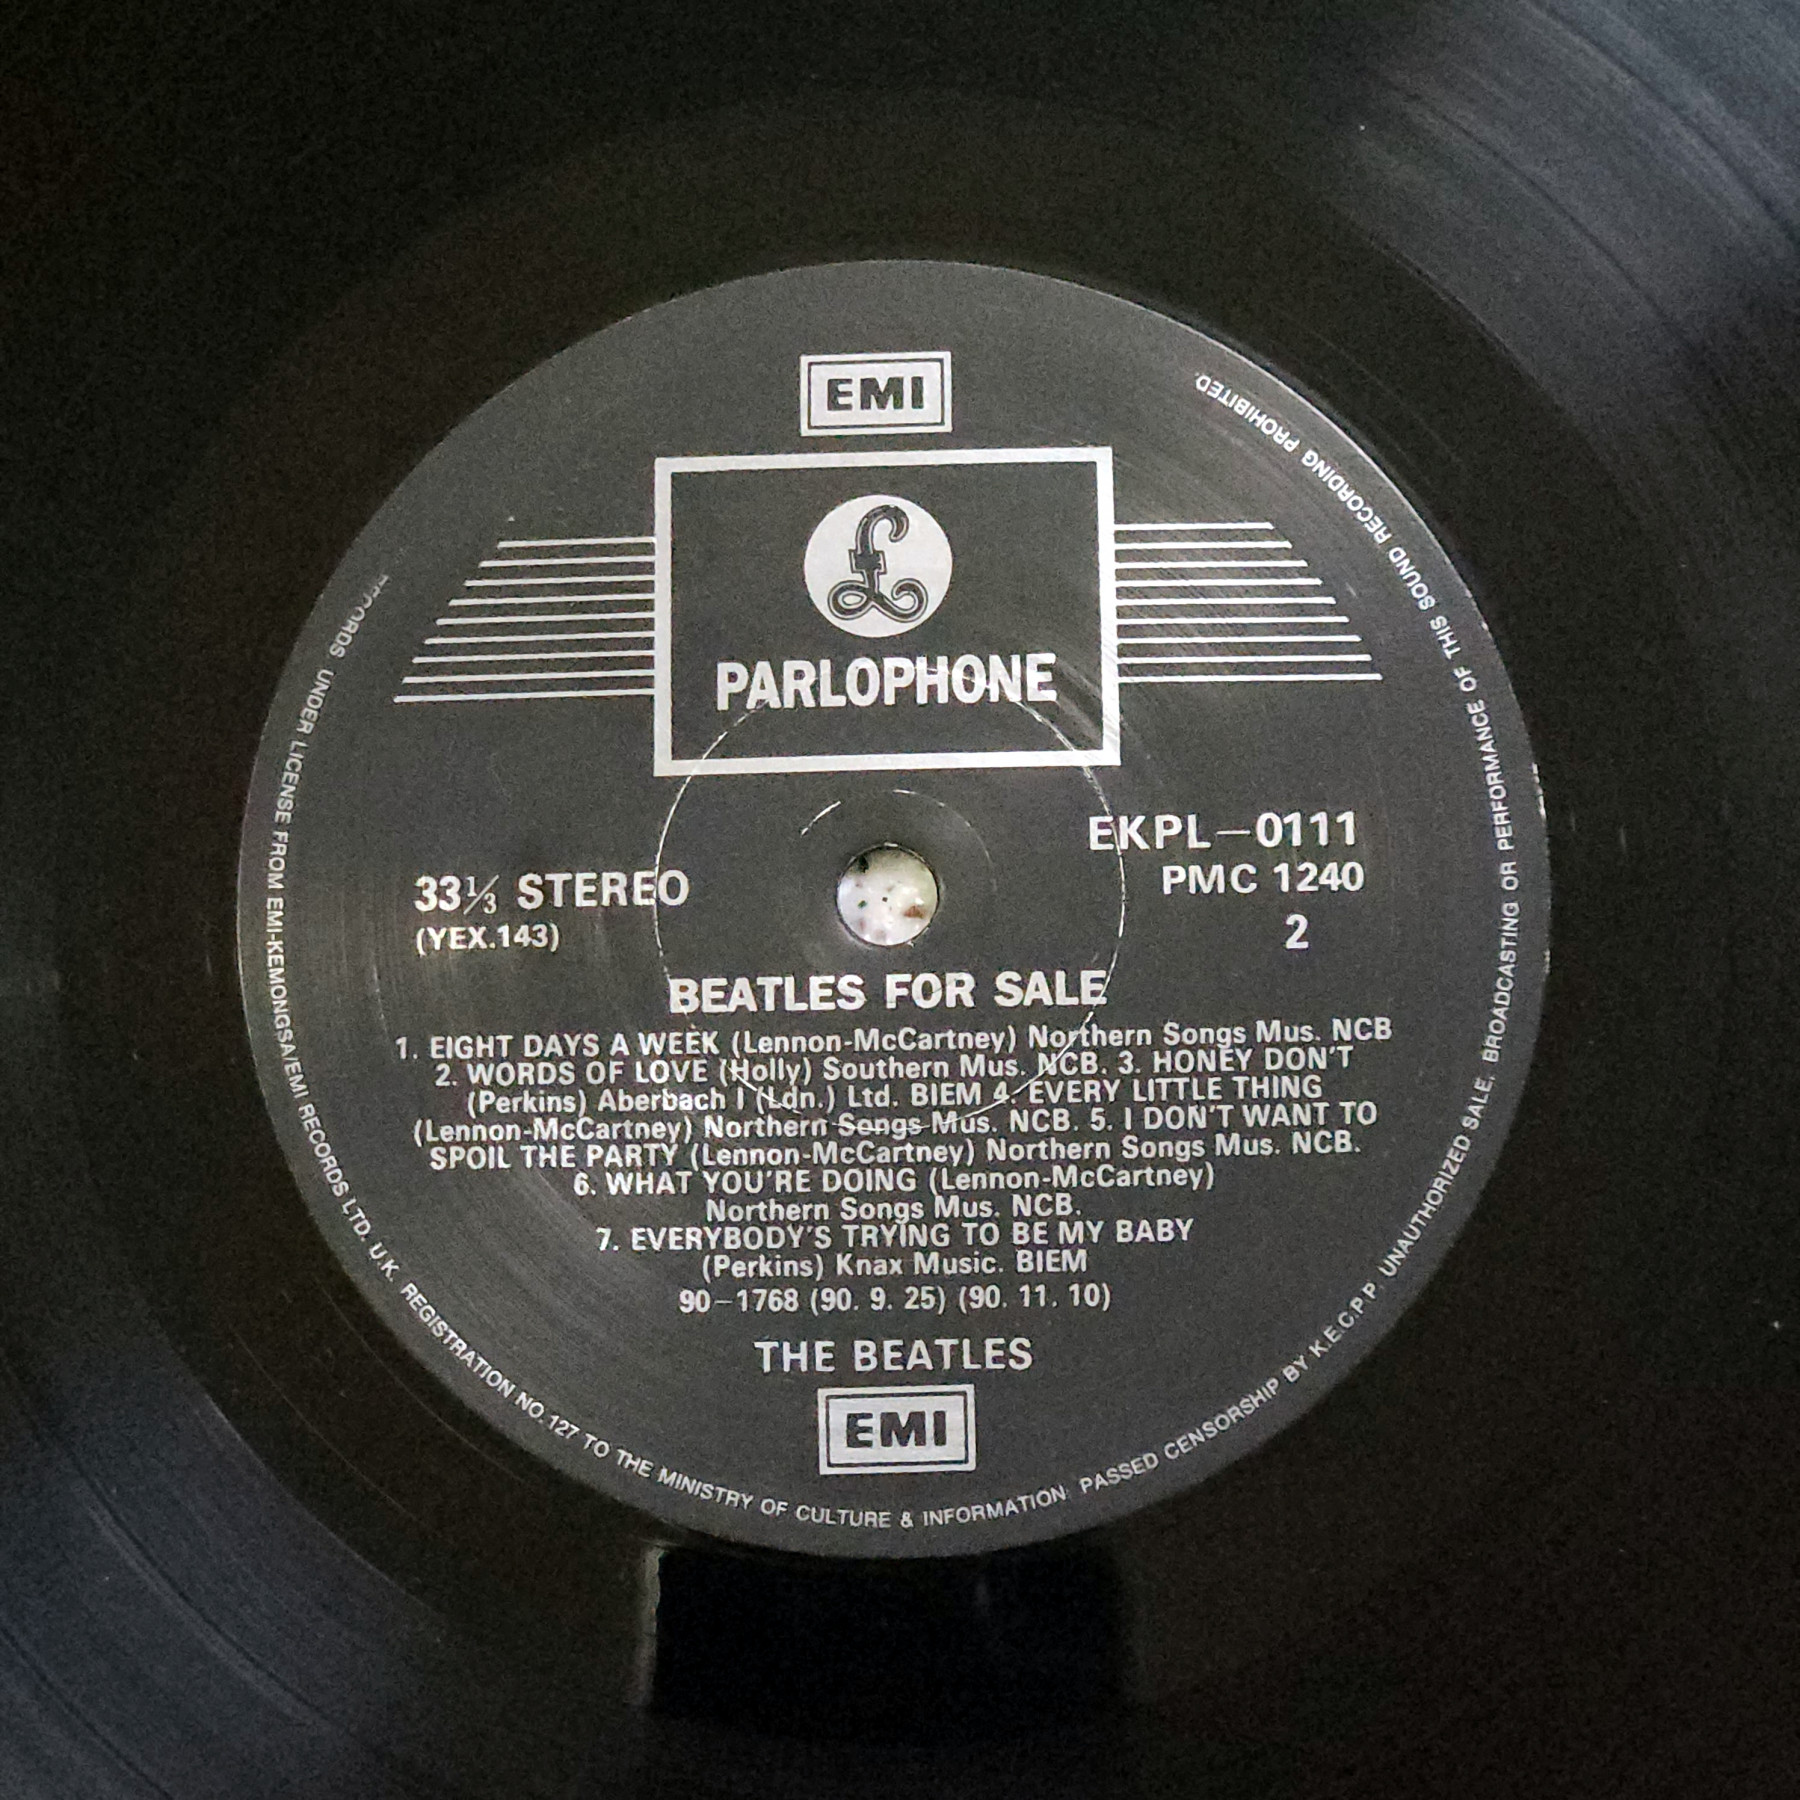 EMI
£
PARLOPHONE
EKPL—0111
PMC 1240
2
33⅓ STEREO
(YEX.143)
BEATLES FOR SALE
1. EIGHT DAYS A WEEK (Lennon-McCartney) Northern Songs Mus. NCB
2. WORDS OF LOVE (Holly) Southern Mus. NCB. 3. HONEY DON'T
(Perkins) Aberbach I (Ldn.) Ltd. BIEM 4. EVERY LITTLE THING
(Lennon-McCartney) Northern Songs Mus. NCB. 5. I DON'T WANT TO
SPOIL THE PARTY (Lennon-McCartney) Northern Songs Mus. NCB.
6. WHAT YOU'RE DOING (Lennon-McCartney)
Northern Songs Mus. NCB.
7. EVERYBODY'S TRYING TO BE MY BABY
(Perkins) Knax Music. BIEM
90—1768 (90. 9. 25) (90. 11. 10)
THE BEATLES
EMI
UNDER LICENSE FROM EMI-KEMONGSA/EMI RECORDS LTD. U.K. REGISTRATION NO. 127 TO THE MINISTRY OF CULTURE & INFORMATION PASSED CENSORSHIP BY K.E.C.P.P. UNAUTHORIZED SALE, BROADCASTING OR PERFORMANCE OF THIS SOUND RECORDING PROHIBITED.